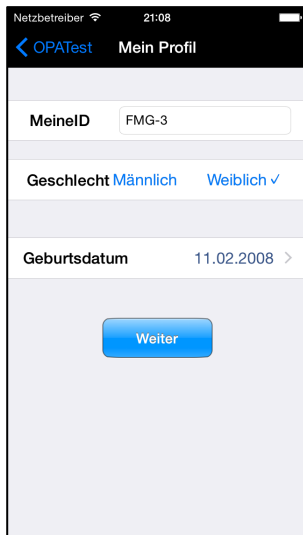 Netzbetreiber 21:08
OPATest Mein Profil
MeineID FMG-3
Geschlecht Männlich Weiblich ✓
Geburtsdatum 11.02.2008
Weiter